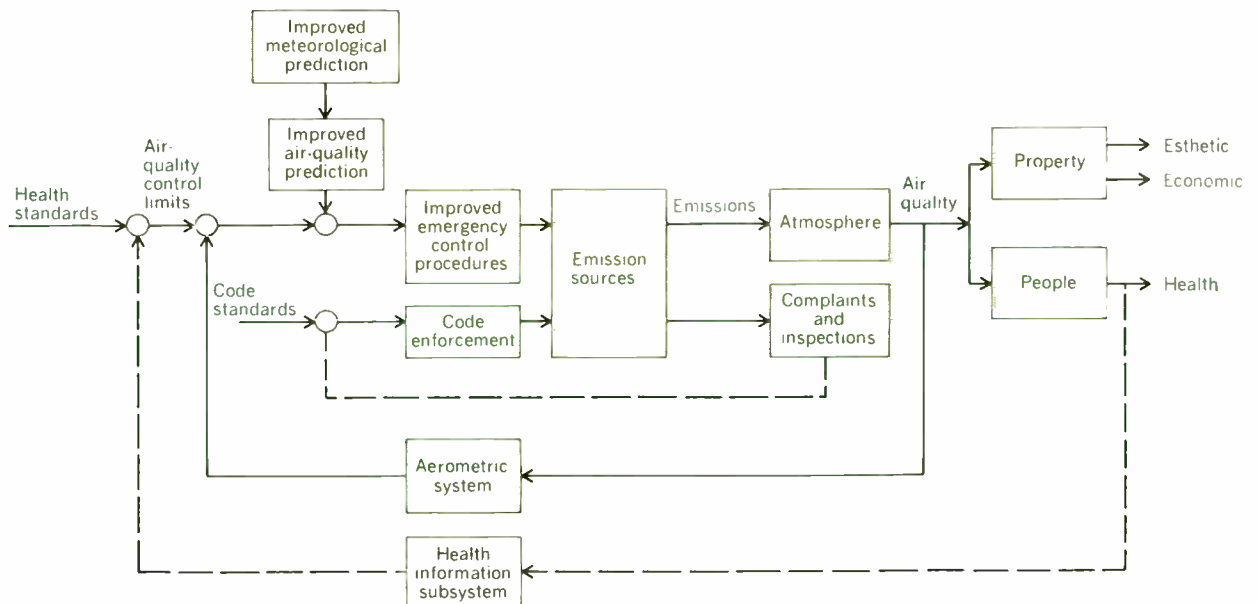 Improved
meteorological
prediction
Improved
air-quality
prediction
Air-
quality
control
limits
Health
standards
Improved
emergency
control
procedures
Emission
sources
Emissions
Atmosphere
Air
quality
Property
Esthetic
Economic
People
Health
Code
standards
Code
enforcement
Complaints
and
inspections
Aerometric
system
Health
information
subsystem